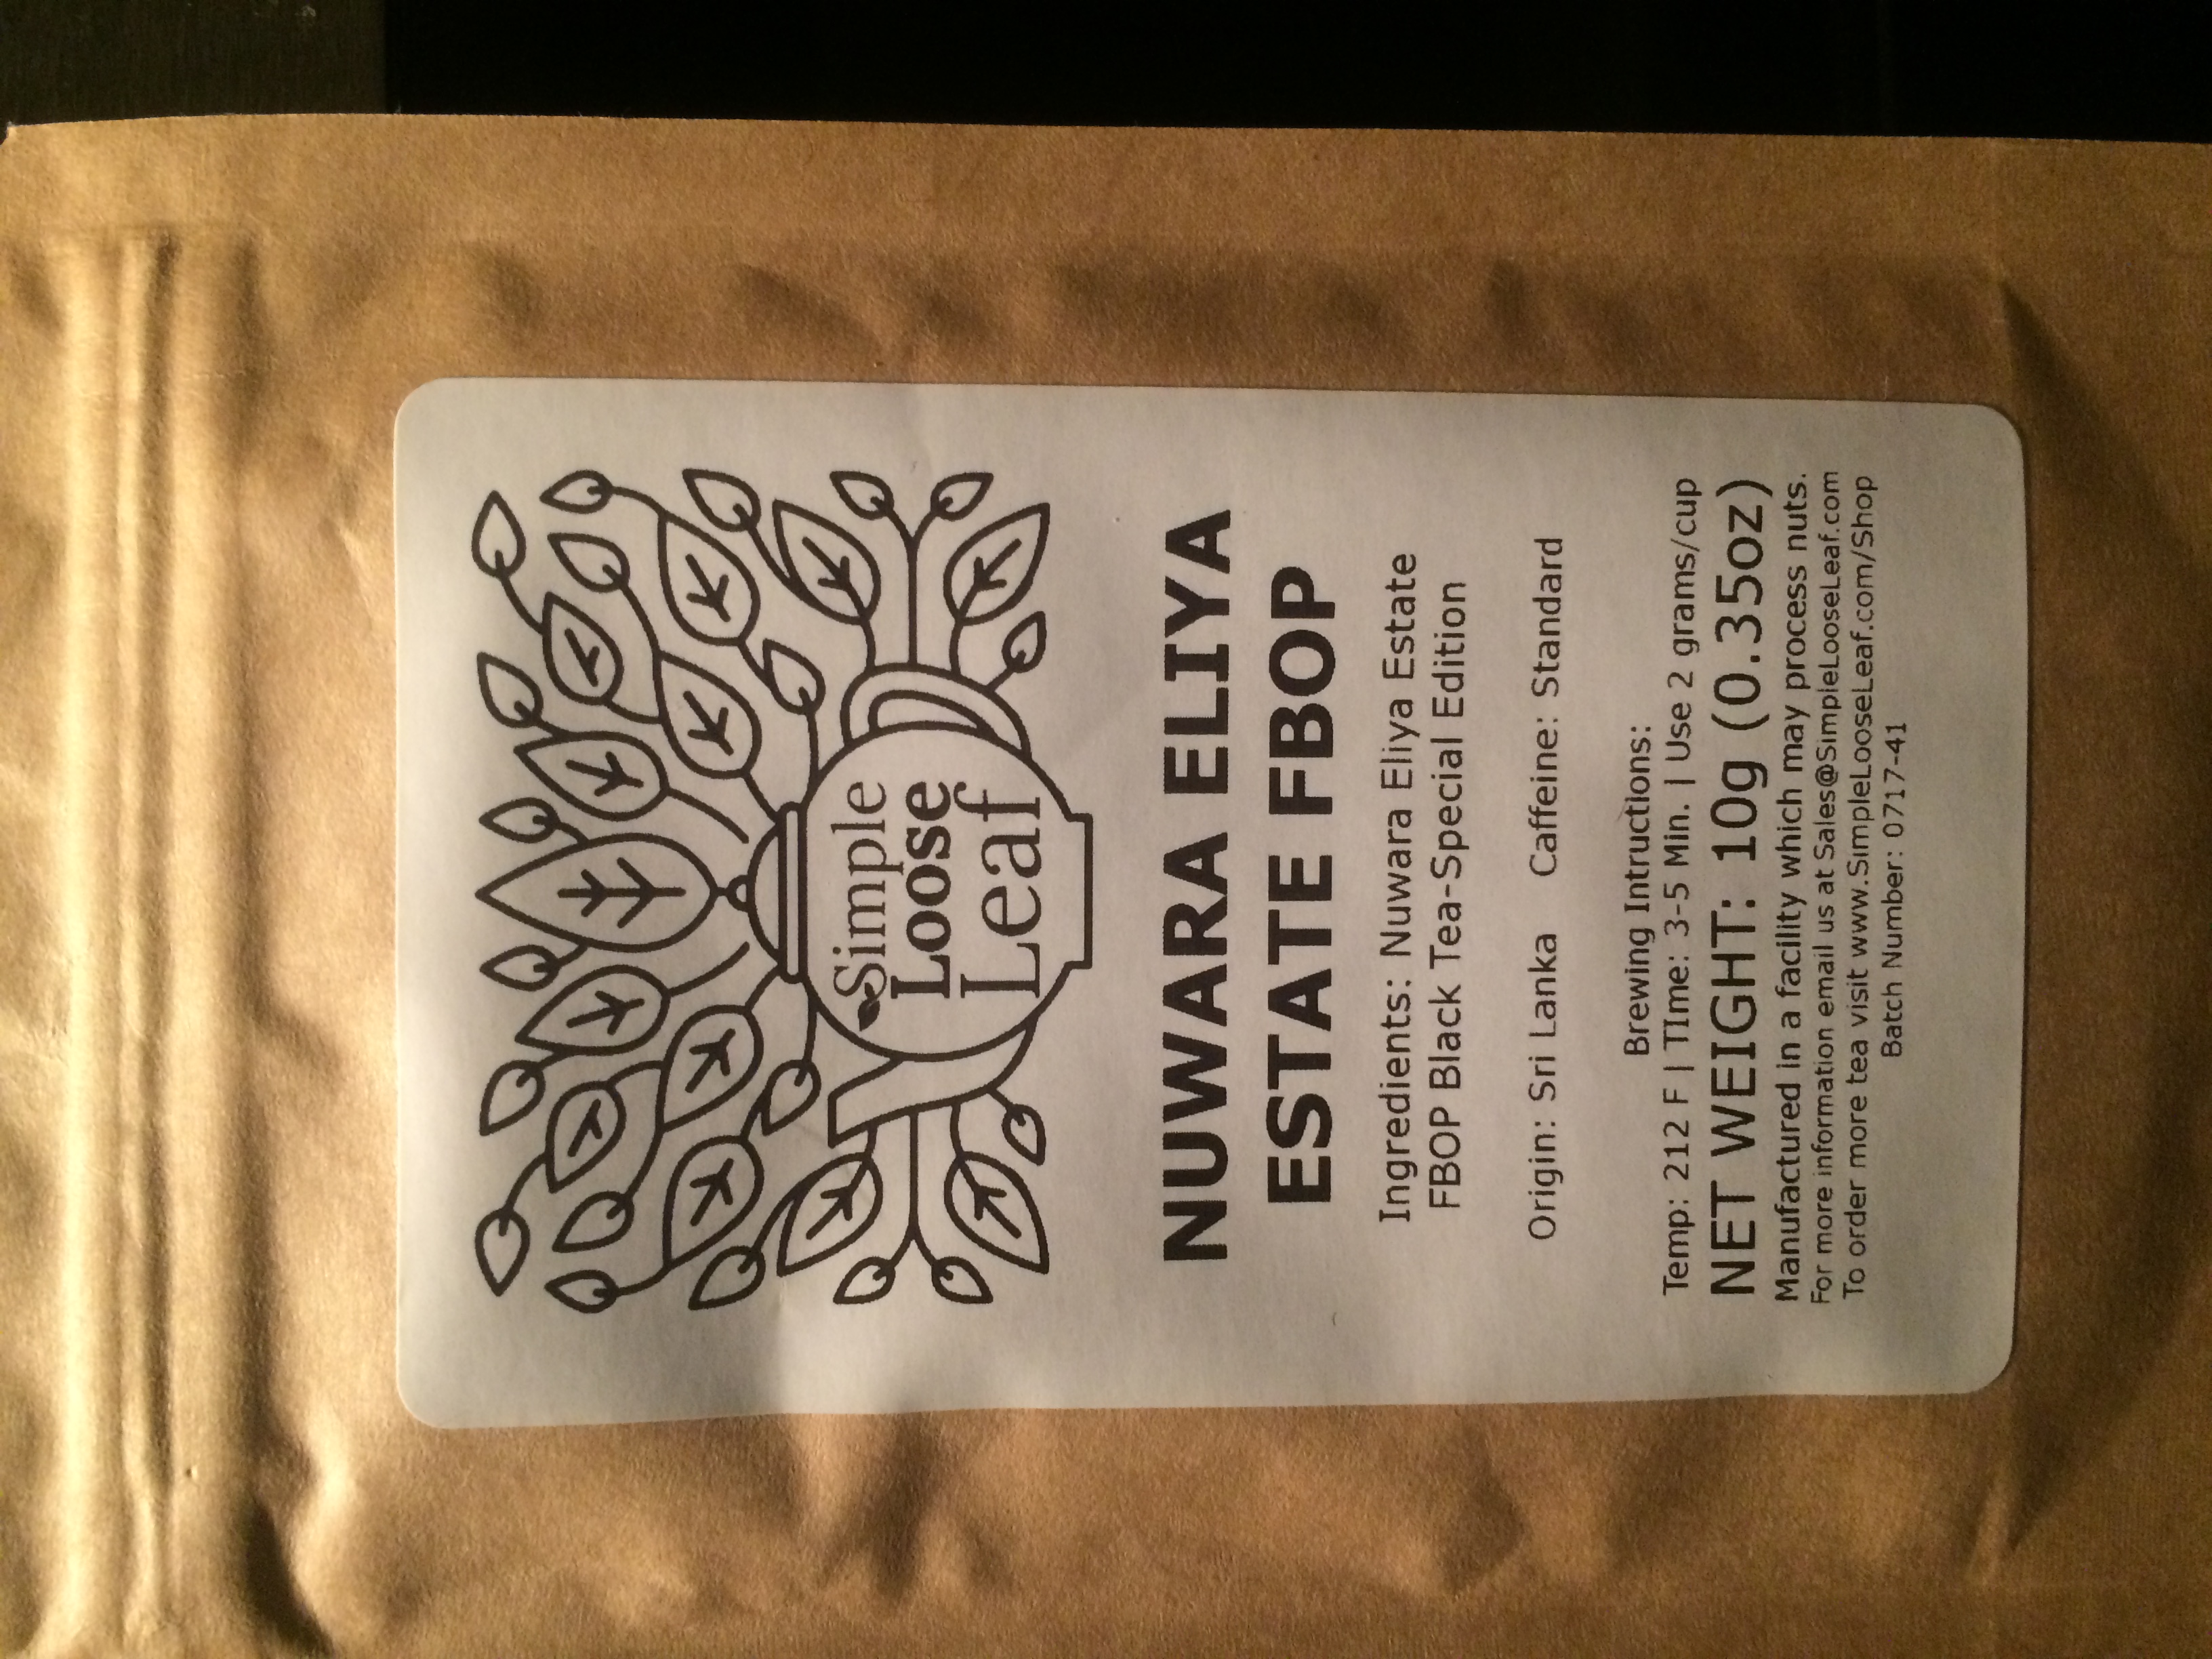 Simple
Loose
Leaf
NUWARA ELIYA
ESTATE FBOP
Ingredients: Nuwara Eliya Estate
FBOP Black Tea-Special Edition
Origin: Sri Lanka Caffeine: Standard
Brewing Intructions:
Temp: 212 F | TIme: 3-5 Min. | Use 2 grams/cup
NET WEIGHT: 10g (0.35oz)
Manufactured in a facility which may process nuts.
For more information email us at Sales@SimpleLooseLeaf.com
To order more tea visit www.SimpleLooseLeaf.com/Shop
Batch Number: 0717-41